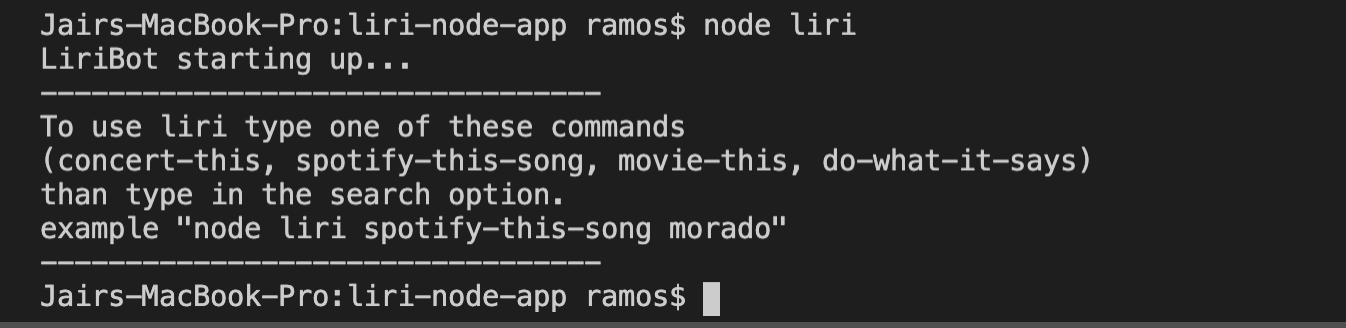 Jairs-MacBook-Pro:liri-node-app ramos$ node liri
LiriBot starting up...
---------------------------------
To use liri type one of these commands
(concert-this, spotify-this-song, movie-this, do-what-it-says)
than type in the search option.
example "node liri spotify-this-song morado"
---------------------------------
Jairs-MacBook-Pro:liri-node-app ramos$